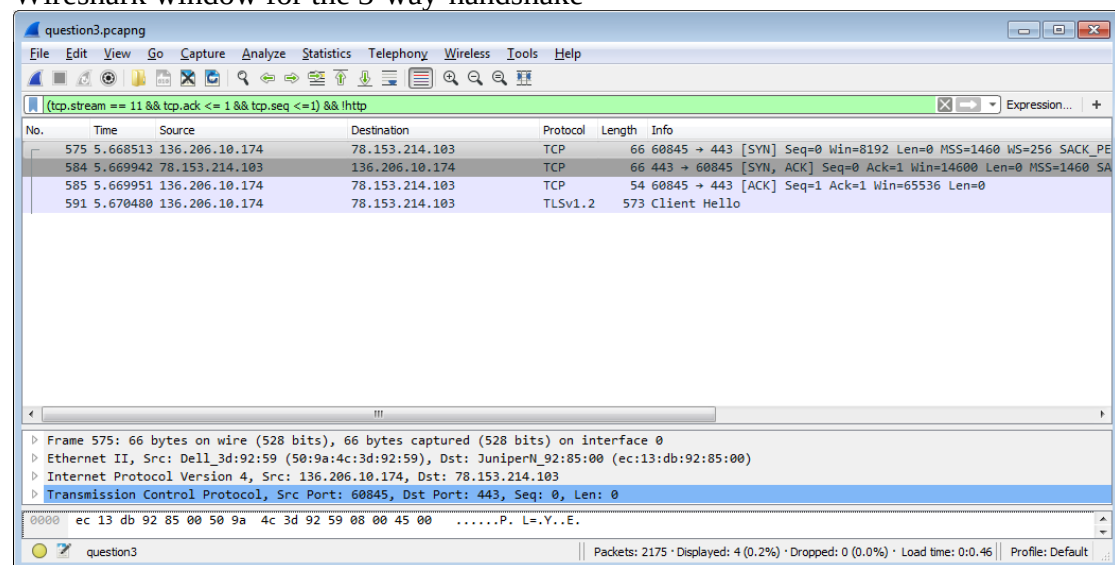 Wireshark window for the 3-way-handshake
question3.pcapng
File Edit View Go Capture Analyze Statistics Telephony Wireless Tools Help
(tcp.stream == 11 && tcp.ack <= 1 && tcp.seq <=1) && !http Expression... +
No. Time Source Destination Protocol Length Info
575 5.668513 136.206.10.174 78.153.214.103 TCP 66 60845 → 443 [SYN] Seq=0 Win=8192 Len=0 MSS=1460 WS=256 SACK_PE
584 5.669942 78.153.214.103 136.206.10.174 TCP 66 443 → 60845 [SYN, ACK] Seq=0 Ack=1 Win=14600 Len=0 MSS=1460 SA
585 5.669951 136.206.10.174 78.153.214.103 TCP 54 60845 → 443 [ACK] Seq=1 Ack=1 Win=65536 Len=0
591 5.670480 136.206.10.174 78.153.214.103 TLSv1.2 573 Client Hello
Frame 575: 66 bytes on wire (528 bits), 66 bytes captured (528 bits) on interface 0
Ethernet II, Src: Dell_3d:92:59 (50:9a:4c:3d:92:59), Dst: JuniperN_92:85:00 (ec:13:db:92:85:00)
Internet Protocol Version 4, Src: 136.206.10.174, Dst: 78.153.214.103
Transmission Control Protocol, Src Port: 60845, Dst Port: 443, Seq: 0, Len: 0
0000 ec 13 db 92 85 00 50 9a 4c 3d 92 59 08 00 45 00 ......P. L=.Y..E.
question3 Packets: 2175 · Displayed: 4 (0.2%) · Dropped: 0 (0.0%) · Load time: 0:0.46 Profile: Default